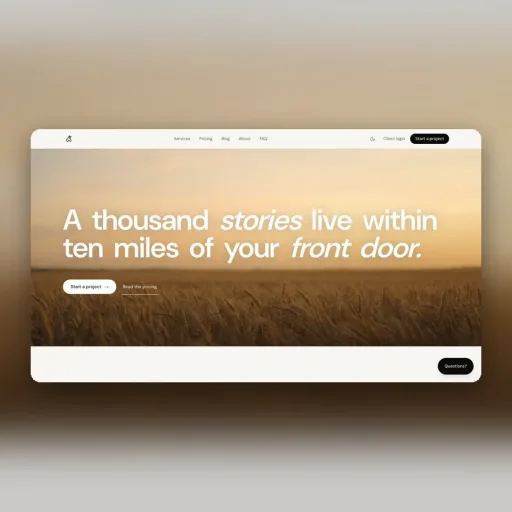 Services Pricing Blog About FAQ Client login Start a project
A thousand stories live within
ten miles of your front door.
Start a project → Read the pricing
Questions?